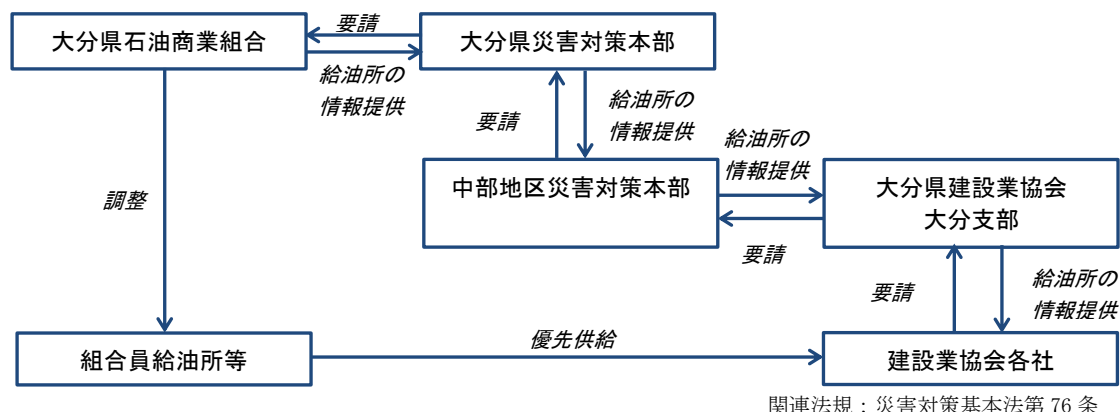 大分県石油商業組合
要請
大分県災害対策本部
給油所の
情報提供
要請
給油所の
情報提供
給油所の
情報提供
中部地区災害対策本部
大分県建設業協会
大分支部
調整
要請
要請
給油所の
情報提供
組合員給油所等
優先供給
建設業協会各社
関連法規：災害対策基本法第 76 条